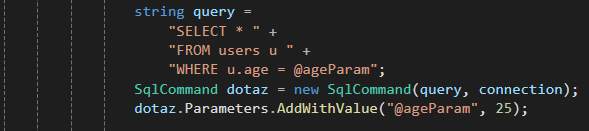 string query =
"SELECT * " +
"FROM users u " +
"WHERE u.age = @ageParam";
SqlCommand dotaz = new SqlCommand(query, connection);
dotaz.Parameters.AddWithValue("@ageParam", 25);